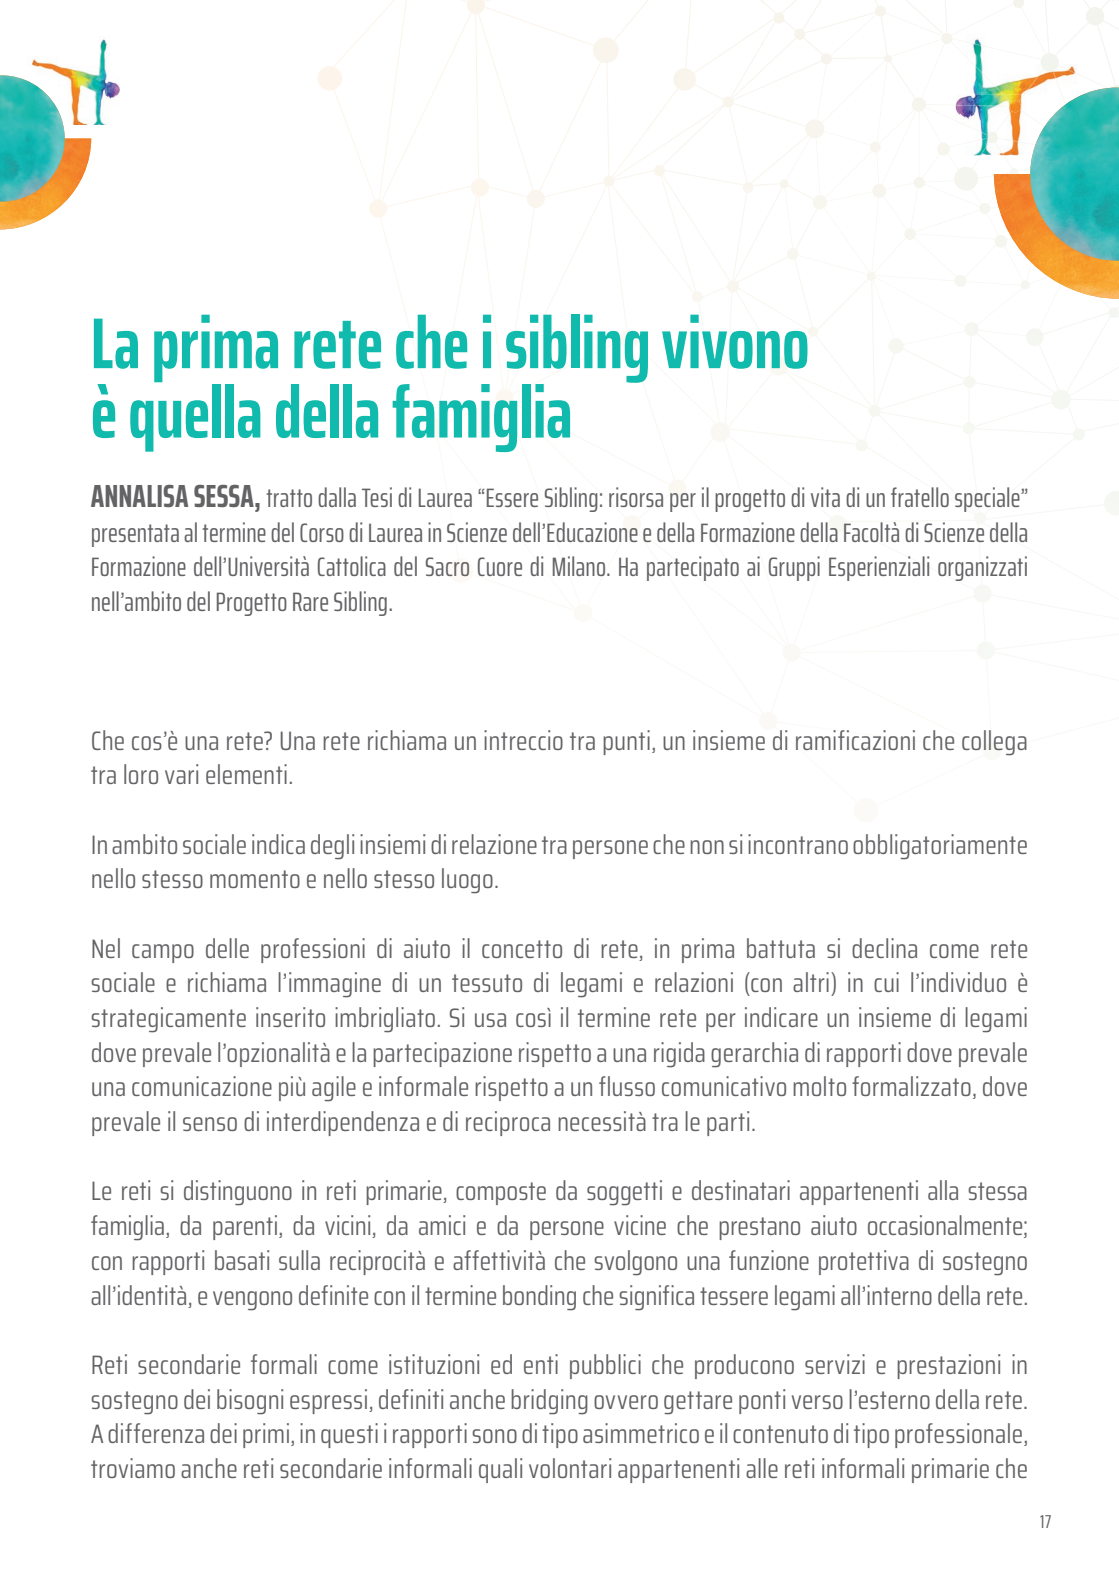 La prima rete che i sibling vivono
è quella della famiglia
ANNALISA SESSA, tratto dalla Tesi di Laurea “Essere Sibling: risorsa per il progetto di vita di un fratello speciale”
presentata al termine del Corso di Laurea in Scienze dell’Educazione e della Formazione della Facoltà di Scienze della
Formazione dell’Università Cattolica del Sacro Cuore di Milano. Ha partecipato ai Gruppi Esperienziali organizzati
nell’ambito del Progetto Rare Sibling.
Che cos’è una rete? Una rete richiama un intreccio tra punti, un insieme di ramificazioni che collega
tra loro vari elementi.
In ambito sociale indica degli insiemi di relazione tra persone che non si incontrano obbligatoriamente
nello stesso momento e nello stesso luogo.
Nel campo delle professioni di aiuto il concetto di rete, in prima battuta si declina come rete
sociale e richiama l’immagine di un tessuto di legami e relazioni (con altri) in cui l’individuo è
strategicamente inserito imbrigliato. Si usa così il termine rete per indicare un insieme di legami
dove prevale l’opzionalità e la partecipazione rispetto a una rigida gerarchia di rapporti dove prevale
una comunicazione più agile e informale rispetto a un flusso comunicativo molto formalizzato, dove
prevale il senso di interdipendenza e di reciproca necessità tra le parti.
Le reti si distinguono in reti primarie, composte da soggetti e destinatari appartenenti alla stessa
famiglia, da parenti, da vicini, da amici e da persone vicine che prestano aiuto occasionalmente;
con rapporti basati sulla reciprocità e affettività che svolgono una funzione protettiva di sostegno
all’identità, e vengono definite con il termine bonding che significa tessere legami all’interno della rete.
Reti secondarie formali come istituzioni ed enti pubblici che producono servizi e prestazioni in
sostegno dei bisogni espressi, definiti anche bridging ovvero gettare ponti verso l’esterno della rete.
A differenza dei primi, in questi i rapporti sono di tipo asimmetrico e il contenuto di tipo professionale,
troviamo anche reti secondarie informali quali volontari appartenenti alle reti informali primarie che
17